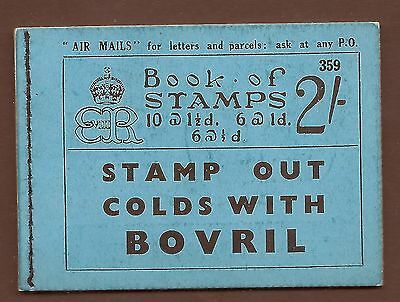 "AIR MAILS" for letters and parcels: ask at any P.O.
359
Book of
STAMPS
2/-
10 @ 1½d. 6 @ 1d.
6 @ ½d.
EVIIIR
STAMP OUT
COLDS WITH
BOVRIL